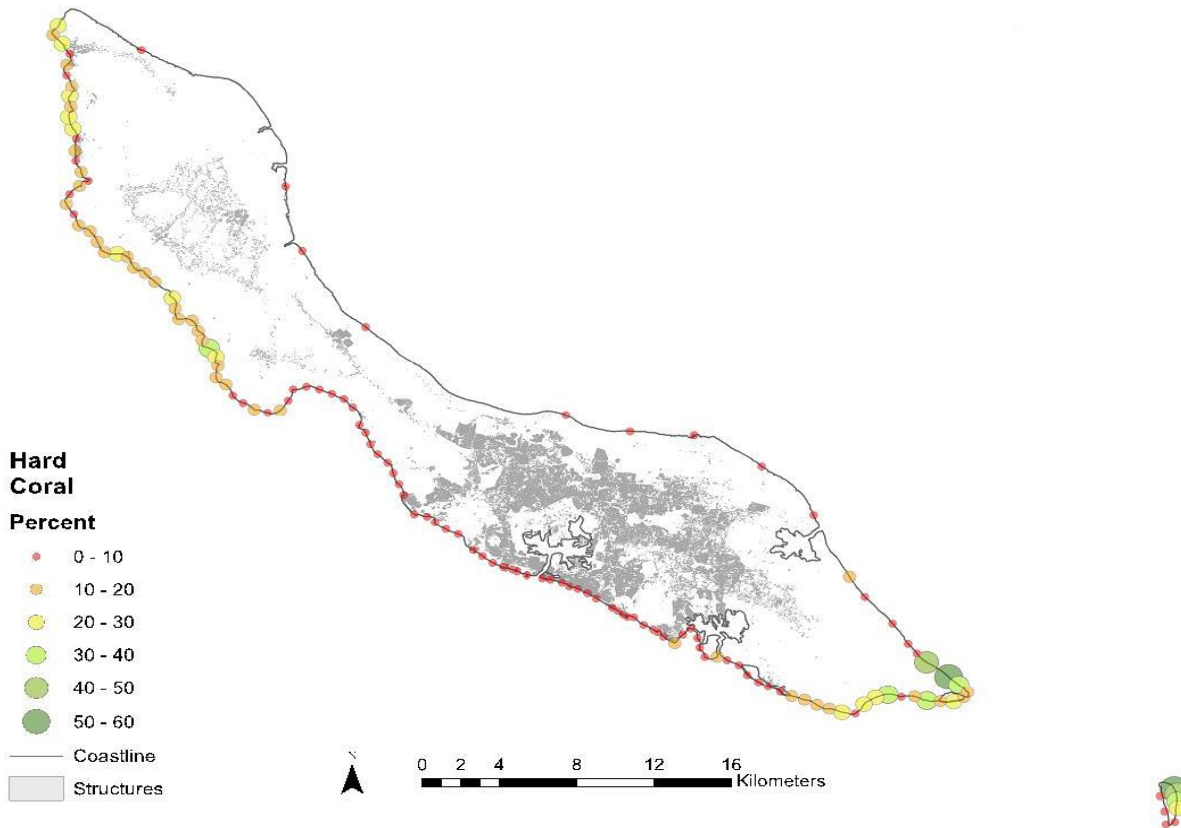 Hard
Coral
Percent
0 - 10
10 - 20
20 - 30
30 - 40
40 - 50
50 - 60
Coastline
Structures
N
0 2 4 8 12 16
Kilometers